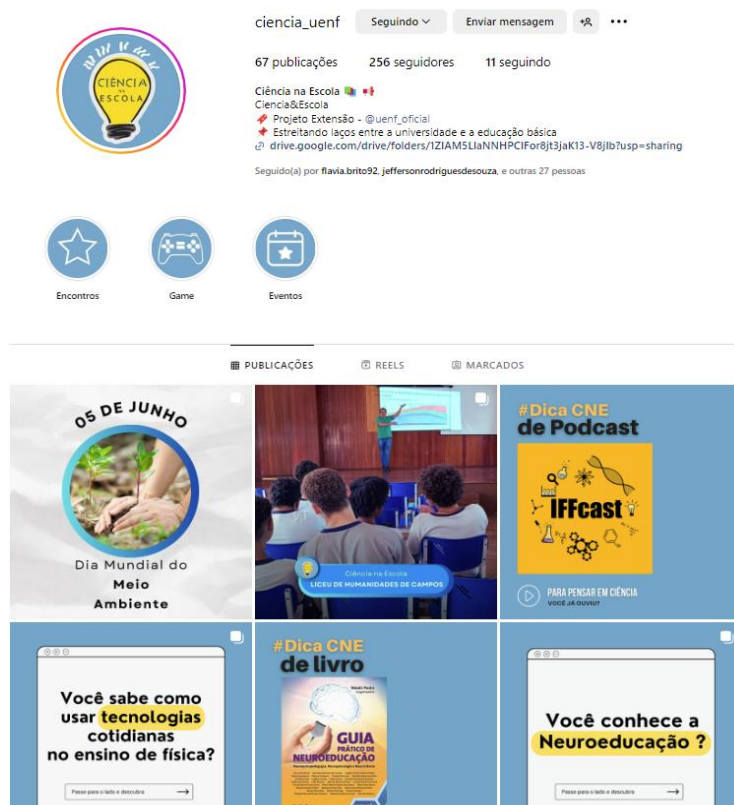 ciencia_uenf Seguindo Enviar mensagem
67 publicações 256 seguidores 11 seguindo
CIÊNCIA
NA
ESCOLA
Ciência na Escola
Ciencia&Escola
Projeto Extensão - @uenf_oficial
Estreitando laços entre a universidade e a educação básica
drive.google.com/drive/folders/1ZIAM5LIaNNHPCIFor8jt3jaK13-V8jIb?usp=sharing
Seguido(a) por flavia.brito92, jeffersonrodriguesdesouza, e outras 27 pessoas
Encontros Game Eventos
PUBLICAÇÕES REELS MARCADOS
05 DE JUNHO
Dia Mundial do
Meio
Ambiente
Ciência na Escola
LICEU DE HUMANIDADES DE CAMPOS
#Dica CNE
de Podcast
IFFcast
PARA PENSAR EM CIÊNCIA
VOCÊ JÁ OUVIU?
Você sabe como
usar tecnologias
cotidianas
no ensino de física?
Passe para o lado e descubra
#Dica CNE
de livro
GUIA
PRÁTICO DE
NEUROEDUCAÇÃO
Você conhece a
Neuroeducação ?
Passe para o lado e descubra